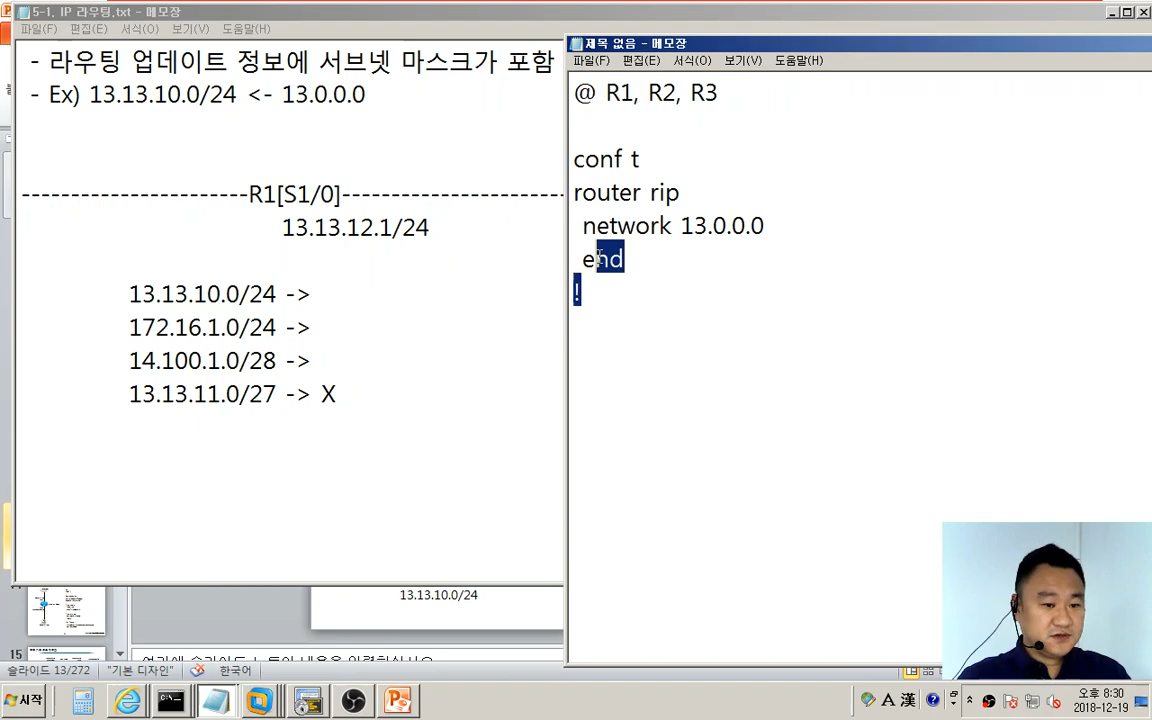 5-1. IP 라우팅.txt - 메모장
파일(F) 편집(E) 서식(O) 보기(V) 도움말(H)
- 라우팅 업데이트 정보에 서브넷 마스크가 포함
- Ex) 13.13.10.0/24 <- 13.0.0.0
----------------------R1[S1/0]----------------------
13.13.12.1/24
13.13.10.0/24 ->
172.16.1.0/24 ->
14.100.1.0/28 ->
13.13.11.0/27 -> X
제목 없음 - 메모장
파일(F) 편집(E) 서식(O) 보기(V) 도움말(H)
@ R1, R2, R3
conf t
router rip
network 13.0.0.0
end
!
13.13.10.0/24
15
슬라이드 13/272 "기본 디자인" 한국어
시작
A 漢
오후 8:30
2018-12-19